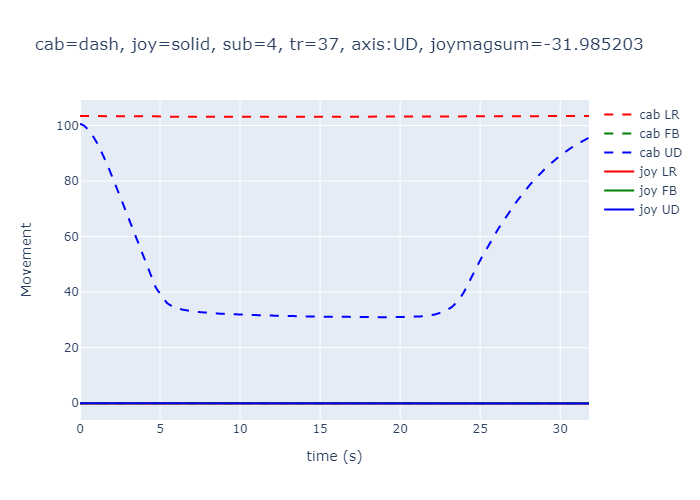 cab=dash, joy=solid, sub=4, tr=37, axis:UD, joymagsum=-31.985203
Movement
100
80
60
40
20
0
0 5 10 15 20 25 30
time (s)
cab LR
cab FB
cab UD
joy LR
joy FB
joy UD